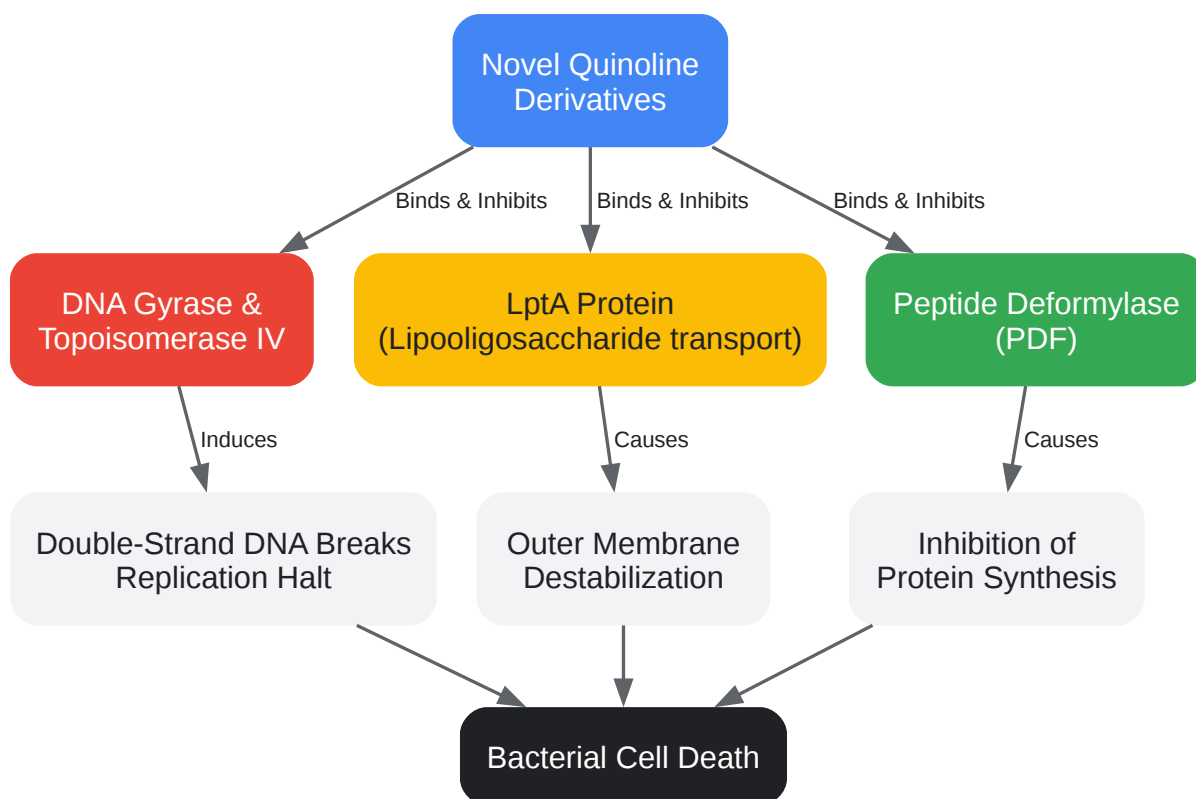 Novel Quinoline
Derivatives
Binds & Inhibits
Binds & Inhibits
Binds & Inhibits
DNA Gyrase &
Topoisomerase IV
LptA Protein
(Lipooligosaccharide transport)
Peptide Deformylase
(PDF)
Induces
Causes
Causes
Double-Strand DNA Breaks
Replication Halt
Outer Membrane
Destabilization
Inhibition of
Protein Synthesis
Bacterial Cell Death